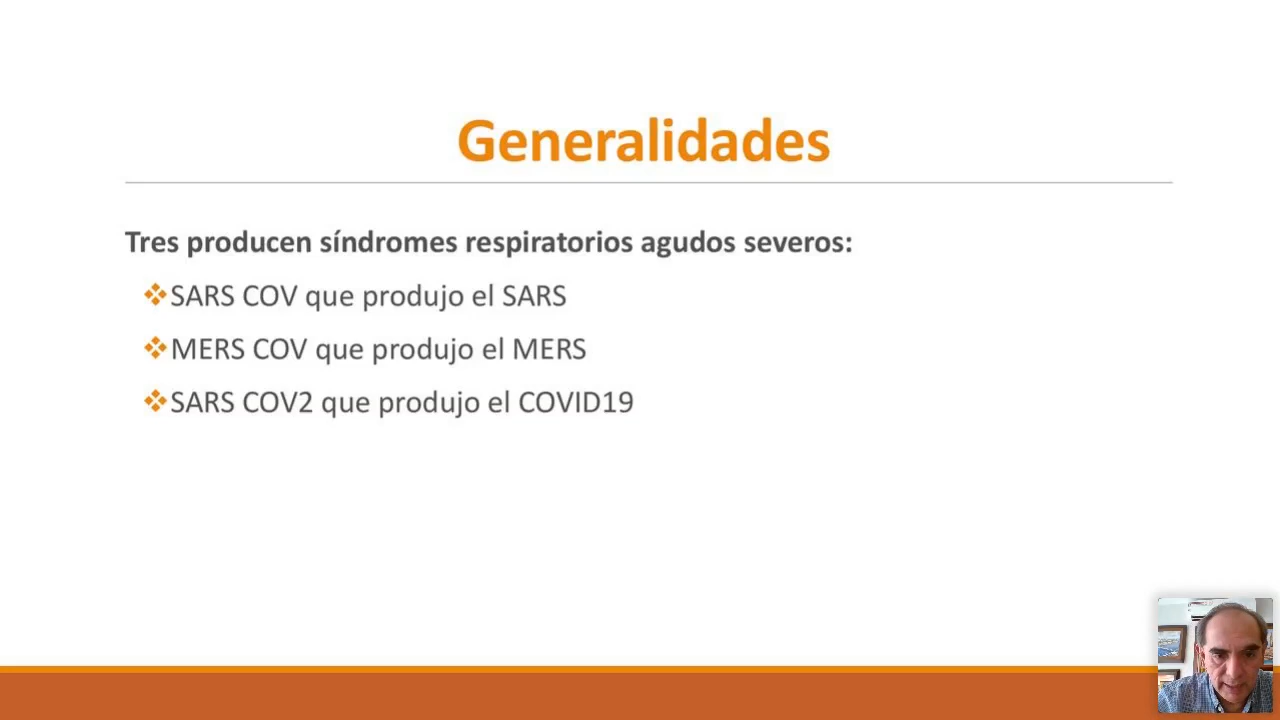 Generalidades
Tres producen síndromes respiratorios agudos severos:
SARS COV que produjo el SARS
MERS COV que produjo el MERS
SARS COV2 que produjo el COVID19